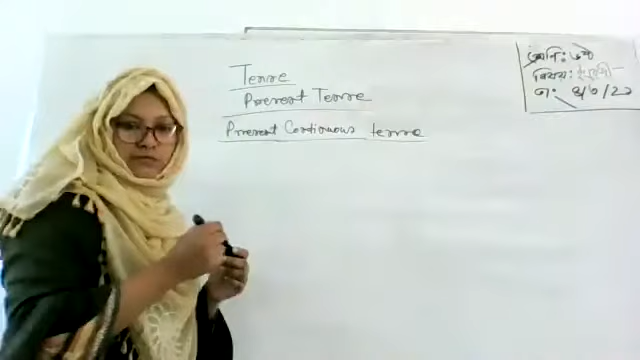 Tense
Present Tense
Present Continuous tense
শ্রেণি: ৬ষ্ঠ
বিষয়: ইংরেজী